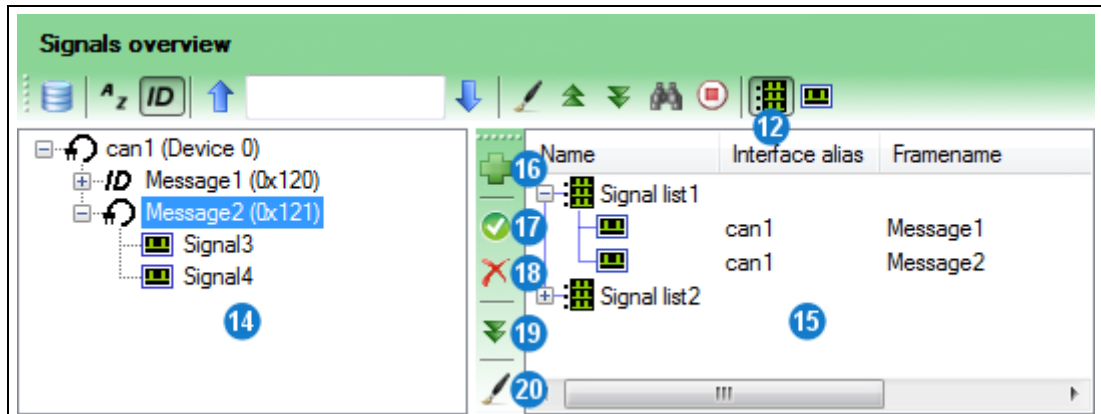 Signals overview
A Z ID
12
can1 (Device 0)
ID Message1 (0x120)
Message2 (0x121)
Signal3
Signal4
14
16
17
18
19
20
Name Interface alias Framename
Signal list1
can1 Message1
can1 Message2
Signal list2
15